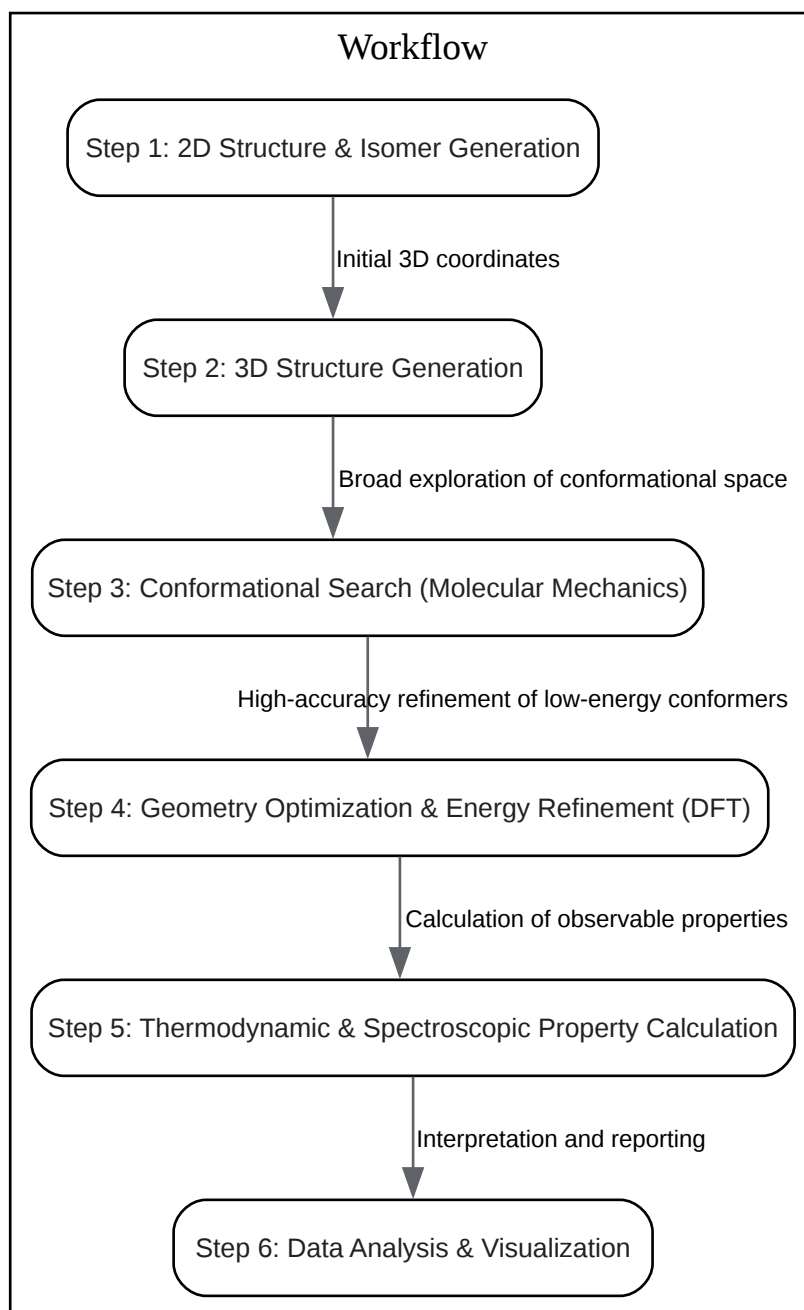 Workflow
Step 1: 2D Structure & Isomer Generation
Initial 3D coordinates
Step 2: 3D Structure Generation
Broad exploration of conformational space
Step 3: Conformational Search (Molecular Mechanics)
High-accuracy refinement of low-energy conformers
Step 4: Geometry Optimization & Energy Refinement (DFT)
Calculation of observable properties
Step 5: Thermodynamic & Spectroscopic Property Calculation
Interpretation and reporting
Step 6: Data Analysis & Visualization